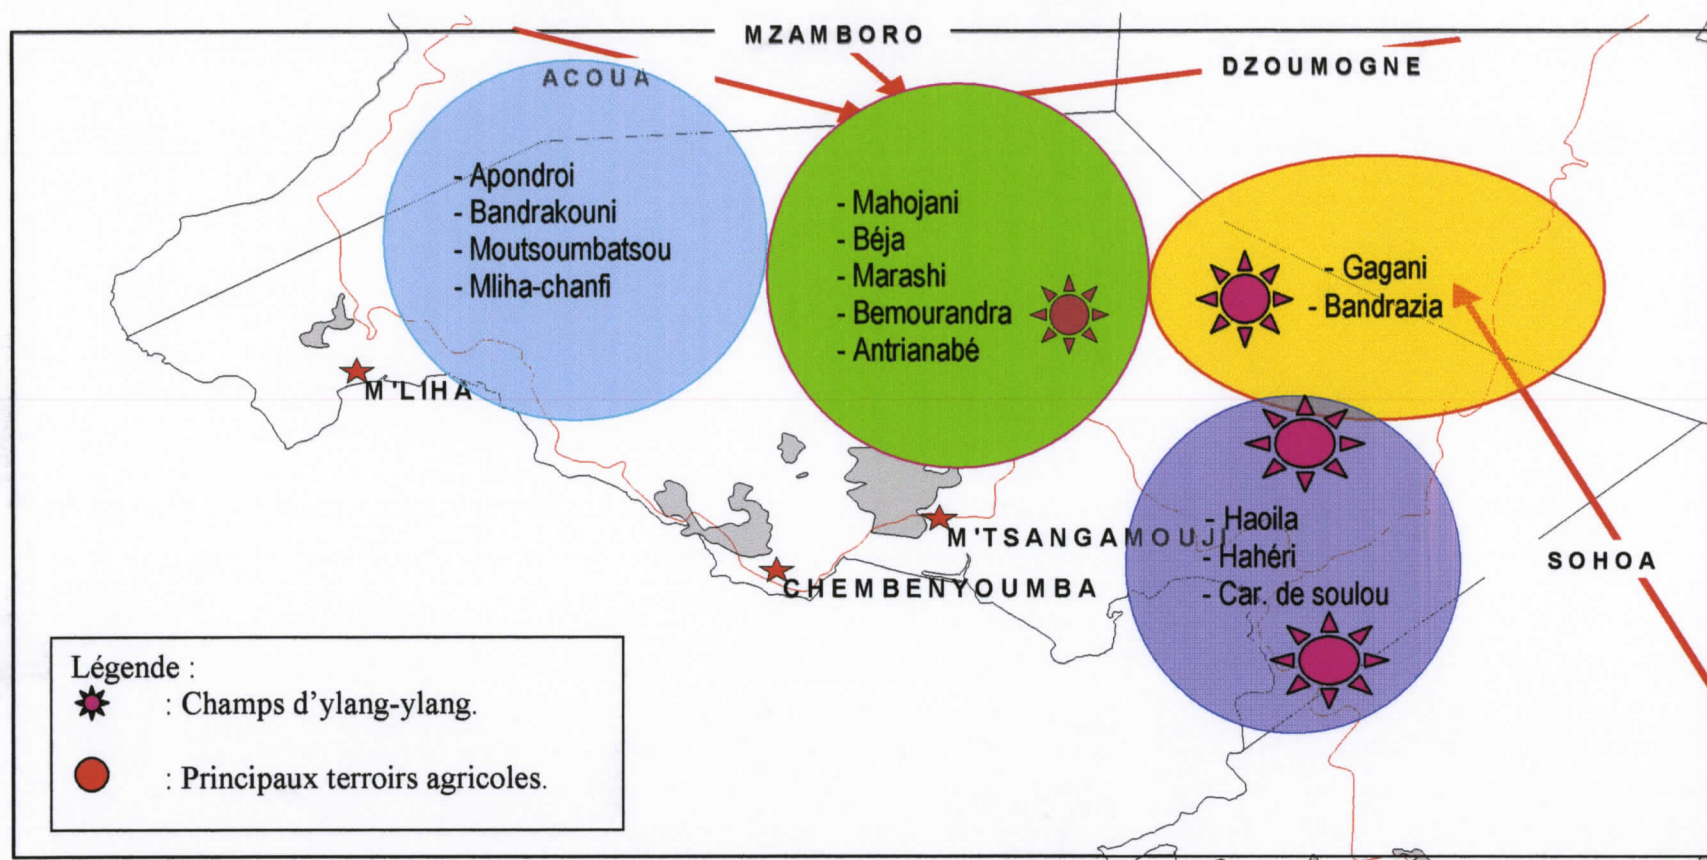 MZAMBORO
ACOUA
DZOUMOGNE
- Apondroi
- Bandrakouni
- Moutsoumbatsou
- Mliha-chanfi
- Mahojani
- Béja
- Marashi
- Bemourandra
- Antrianabé
- Gagani
- Bandrazia
M'LIHA
M'TSANGAMOUJI
CHEMBENYOUMBA
- Haoila
- Hahéri
- Car. de soulou
SOHOA
Légende :
: Champs d'ylang-ylang.
: Principaux terroirs agricoles.